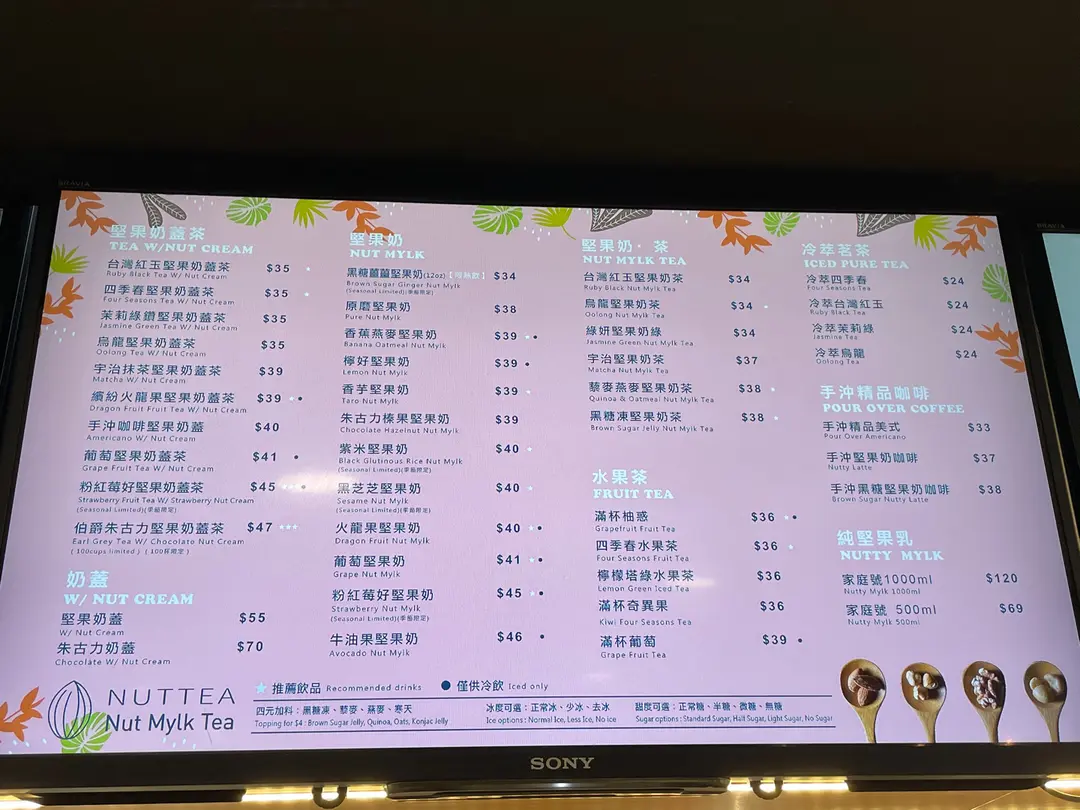 BRAVIA
堅果奶蓋茶
TEA W/NUT CREAM
台灣紅玉堅果奶蓋茶 $35
Ruby Black Tea W/ Nut Cream
四季春堅果奶蓋茶 $35
Four Seasons Tea W/ Nut Cream
茉莉綠鑽堅果奶蓋茶 $35
Jasmine Green Tea W/ Nut Cream
烏龍堅果奶蓋茶 $35
Oolong Tea W/ Nut Cream
宇治抹茶堅果奶蓋茶 $39
Matcha W/ Nut Cream
繽紛火龍果堅果奶蓋茶 $39
Dragon Fruit Fruit Tea W/ Nut Cream
手沖咖啡堅果奶蓋 $40
Americano W/ Nut Cream
葡萄堅果奶蓋茶 $41
Grape Fruit Tea W/ Nut Cream
粉紅莓好堅果奶蓋茶 $45
Strawberry Fruit Tea W/ Strawberry Nut Cream
(Seasonal Limited)(季節限定)
伯爵朱古力堅果奶蓋茶 $47 ★★★
Earl Grey Tea W/ Chocolate Nut Cream
(100cups limited) (100杯限定)
奶蓋
W/ NUT CREAM
堅果奶蓋 $55
W/ Nut Cream
朱古力奶蓋 $70
Chocolate W/ Nut Cream
堅果奶
NUT MYLK
黑糖薑薑堅果奶(12oz) $34
Brown Sugar Ginger Nut Mylk
(Seasonal Limited)(季節限定)
原磨堅果奶 $38
Pure Nut Mylk
香蕉燕麥堅果奶 $39
Banana Oatmeal Nut Mylk
檸好堅果奶 $39
Lemon Nut Mylk
香芋堅果奶 $39
Taro Nut Mylk
朱古力榛果堅果奶 $39
Chocolate Hazelnut Nut Mylk
紫米堅果奶 $40
Black Glutinous Rice Nut Mylk
(Seasonal Limited)(季節限定)
黑芝芝堅果奶 $40
Sesame Nut Mylk
(Seasonal Limited)(季節限定)
火龍果堅果奶 $40
Dragon Fruit Nut Mylk
葡萄堅果奶 $41
Grape Nut Mylk
粉紅莓好堅果奶 $45
Strawberry Nut Mylk
(Seasonal Limited)(季節限定)
牛油果堅果奶 $46
Avocado Nut Mylk
堅果奶·茶
NUT MYLK TEA
台灣紅玉堅果奶茶 $34
Ruby Black Nut Mylk Tea
烏龍堅果奶茶 $34
Oolong Nut Mylk Tea
綠妍堅果奶綠 $34
Jasmine Green Nut Mylk Tea
宇治堅果奶茶 $37
Matcha Nut Mylk Tea
藜麥燕麥堅果奶茶 $38
Quinoa & Oatmeal Nut Mylk Tea
黑糖凍堅果奶茶 $38
Brown Sugar Jelly Nut Mylk Tea
水果茶
FRUIT TEA
滿杯柚惑 $36
Grapefruit Fruit Tea
四季春水果茶 $36
Four Seasons Fruit Tea
檸檬塔綠水果茶 $36
Lemon Green Iced Tea
滿杯奇異果 $36
Kiwi Four Seasons Tea
滿杯葡萄 $39
Grape Fruit Tea
冷萃茗茶
ICED PURE TEA
冷萃四季春 $24
Four Seasons Tea
冷萃台灣紅玉 $24
Ruby Black Tea
冷萃茉莉綠 $24
Jasmine Tea
冷萃烏龍 $24
Oolong Tea
手沖精品咖啡
POUR OVER COFFEE
手沖精品美式 $33
Pour Over Americano
手沖堅果奶咖啡 $37
Nutty Latte
手沖黑糖堅果奶咖啡 $38
Brown Sugar Nutty Latte
純堅果乳
NUTTY MYLK
家庭號1000ml $120
Nutty Mylk 1000ml
家庭號 500ml $69
Nutty Mylk 500ml
NUTTEA
Nut Mylk Tea
★ 推薦飲品 Recommended drinks ● 僅供冷飲 Iced only
四元加料：黑糖凍、藜麥、燕麥、寒天 冰度可選：正常冰、少冰、去冰 甜度可選：正常糖、半糖、微糖、無糖
Topping for $4 : Brown Sugar Jelly, Quinoa, Oats, Konjac Jelly Ice options : Normal Ice, Less Ice, No ice Sugar options : Standard Sugar, Half Sugar, Light Sugar, No Sugar
SONY